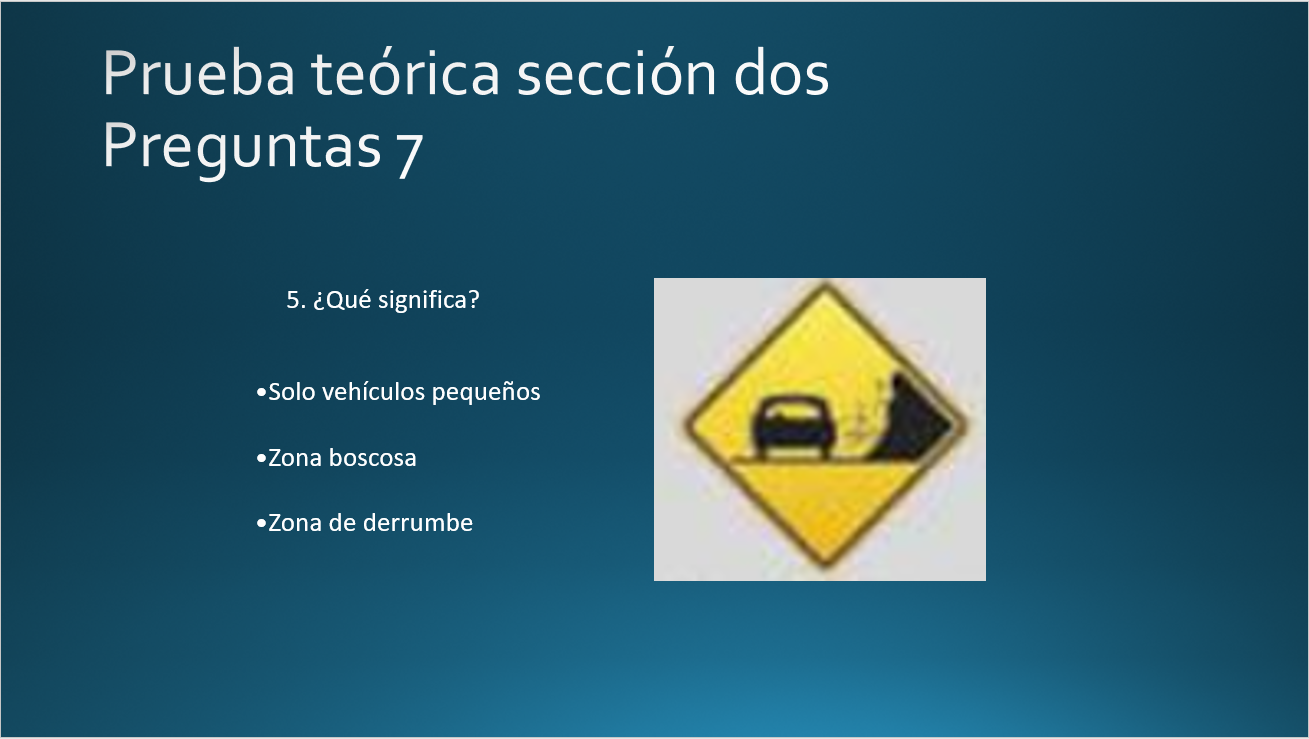 Prueba teórica sección dos
Preguntas 7
5. ¿Qué significa?
•Solo vehículos pequeños
•Zona boscosa
•Zona de derrumbe